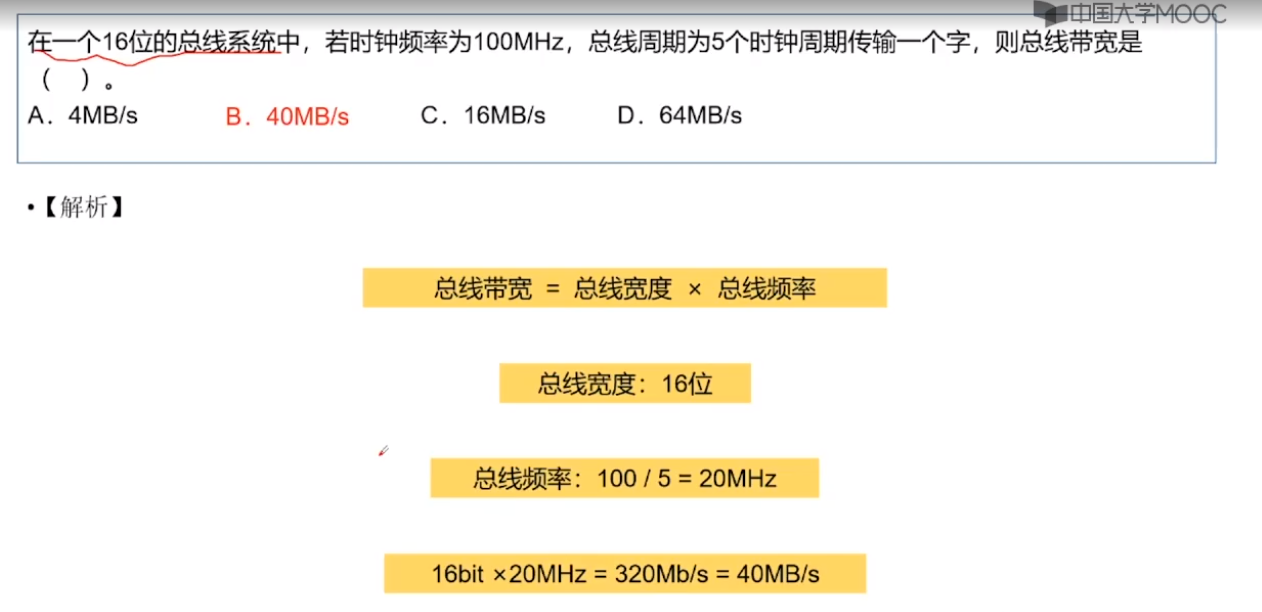 中国大学MOOC
在一个16位的总线系统中，若时钟频率为100MHz，总线周期为5个时钟周期传输一个字，则总线带宽是
（　）。
A．4MB/s B．40MB/s C．16MB/s D．64MB/s
•【解析】
总线带宽 = 总线宽度 × 总线频率
总线宽度：16位
总线频率：100 / 5 = 20MHz
16bit ×20MHz = 320Mb/s = 40MB/s